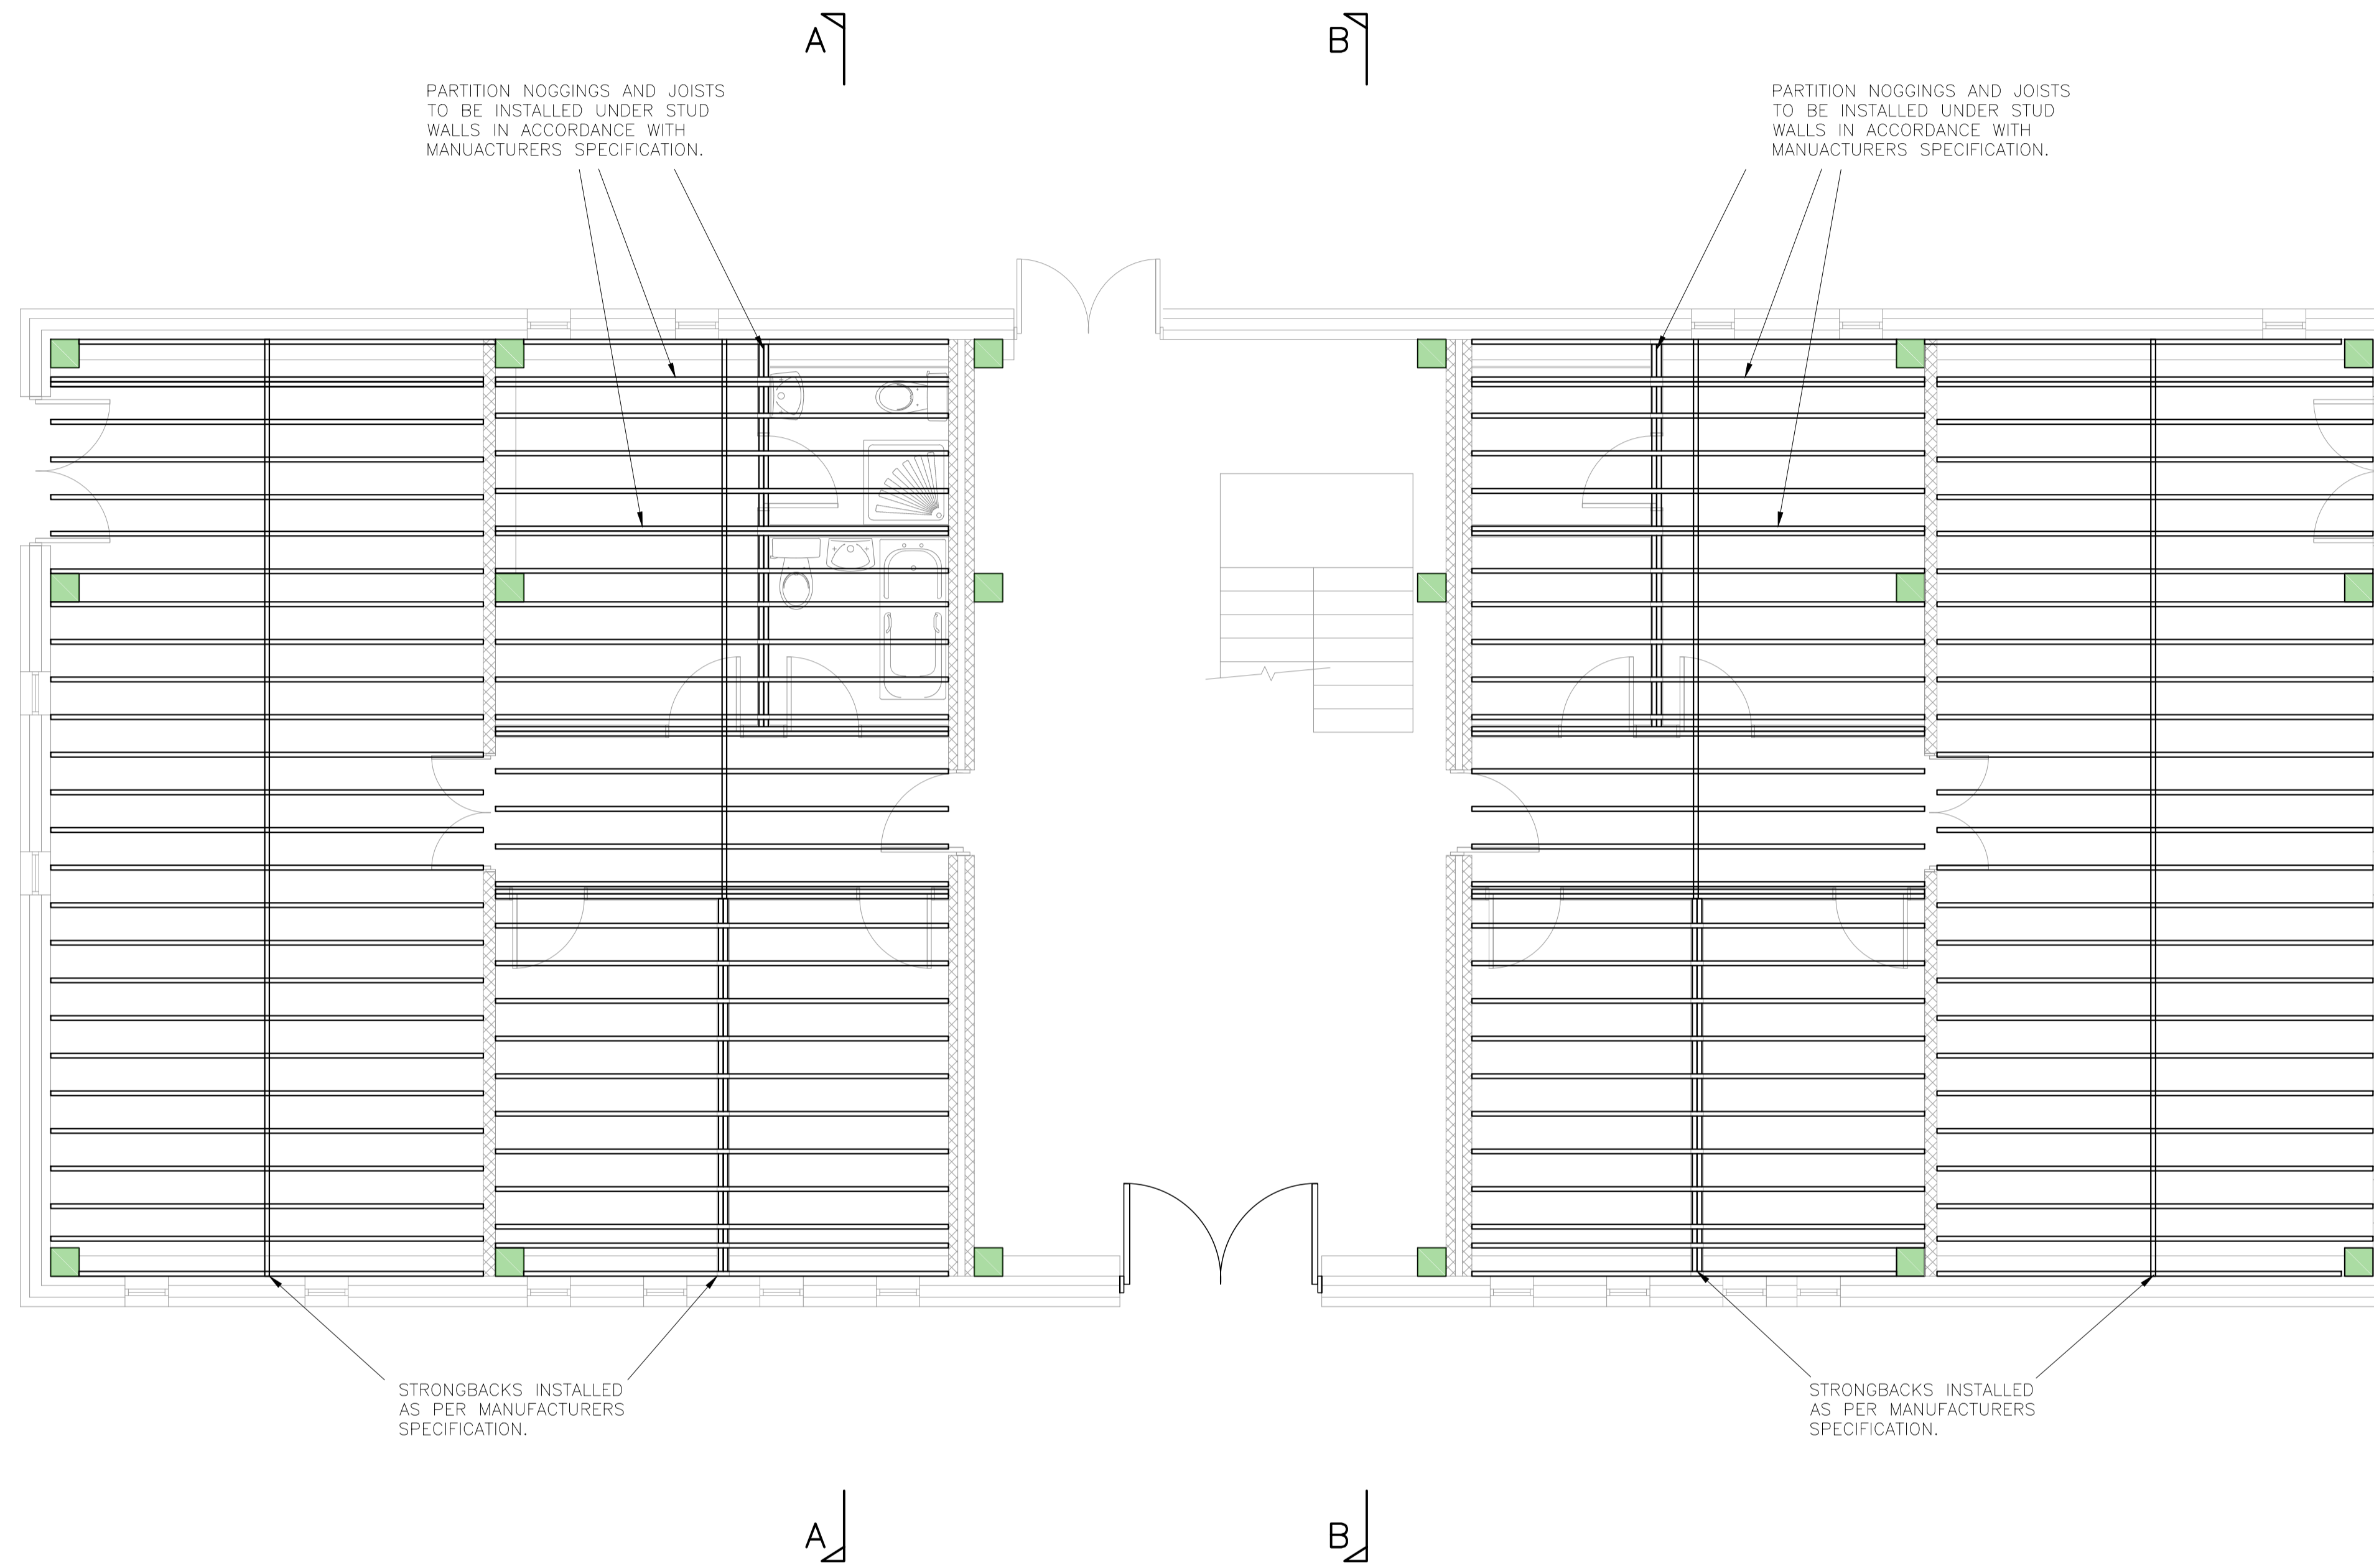 A
B
PARTITION NOGGINGS AND JOISTS
TO BE INSTALLED UNDER STUD
WALLS IN ACCORDANCE WITH
MANUACTURERS SPECIFICATION.
PARTITION NOGGINGS AND JOISTS
TO BE INSTALLED UNDER STUD
WALLS IN ACCORDANCE WITH
MANUACTURERS SPECIFICATION.
STRONGBACKS INSTALLED
AS PER MANUFACTURERS
SPECIFICATION.
STRONGBACKS INSTALLED
AS PER MANUFACTURERS
SPECIFICATION.
A
B